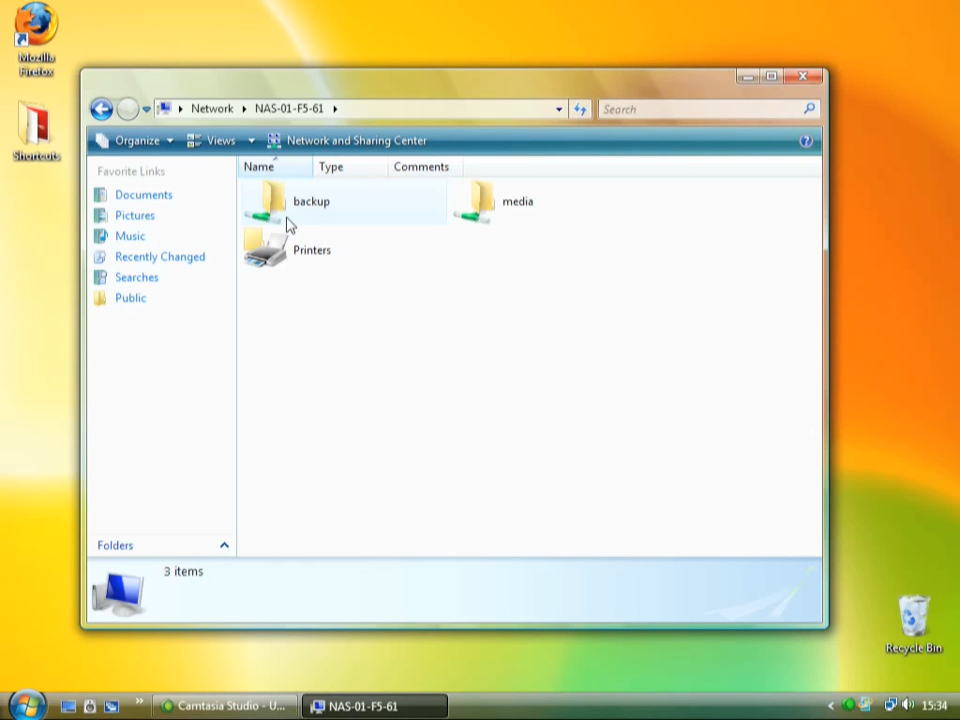 Mozilla
Firefox
Shortcuts
Network NAS-01-F5-61
Search
Organize Views Network and Sharing Center
Favorite Links
Documents
Pictures
Music
Recently Changed
Searches
Public
Folders
Name Type Comments
backup media
Printers
3 items
Recycle Bin
Camtasia Studio - U... NAS-01-F5-61 15:34